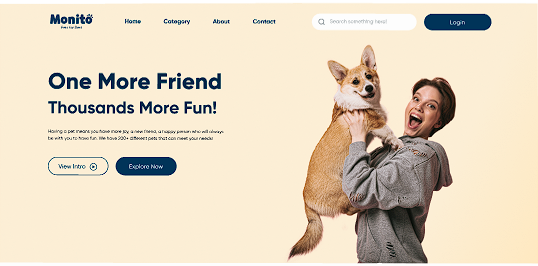 Monito
Pets for Best
Home
Category
About
Contact
Search something here!
Login
One More Friend
Thousands More Fun!
Having a pet means you have more joy, a new friend, a happy person who will always
be with you to have fun. We have 200+ different pets that can meet your needs!
View Intro
Explore Now